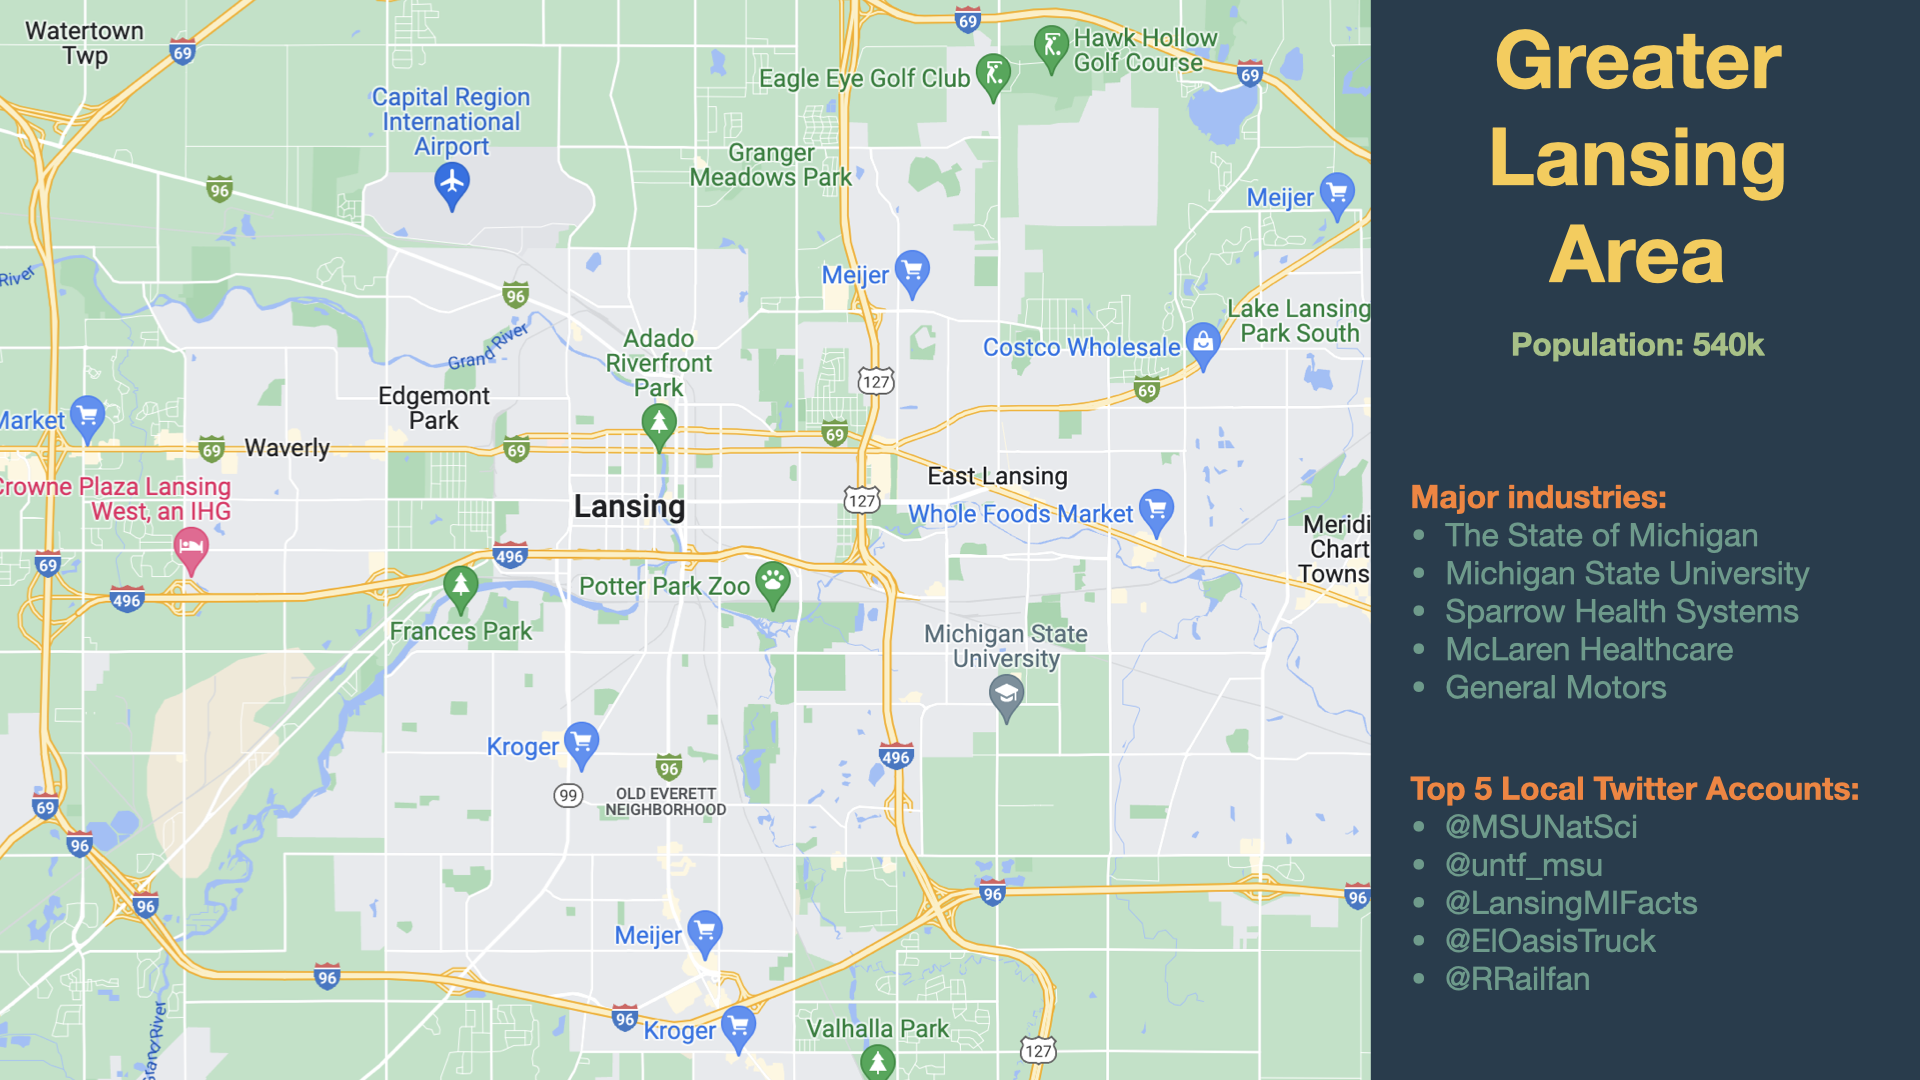 Watertown
Twp
69
69
Hawk Hollow
Golf Course
Eagle Eye Golf Club
69
Capital Region
International
Airport
Granger
Meadows Park
96
Meijer
River
Meijer
96
Lake Lansing
Park South
Grand River
Adado
Riverfront
Park
Costco Wholesale
127
69
Edgemont
Park
Market
69
Waverly
69
69
East Lansing
Crowne Plaza Lansing
West, an IHG
Lansing
127
Whole Foods Market
Meridi
Chart
Towns
69
496
496
Potter Park Zoo
Frances Park
Michigan State
University
Kroger
96
496
99
OLD EVERETT
NEIGHBORHOOD
69
96
96
96
96
Meijer
96
96
Kroger
Valhalla Park
127
Grand River
Greater
Lansing
Area
Population: 540k
Major industries:
• The State of Michigan
• Michigan State University
• Sparrow Health Systems
• McLaren Healthcare
• General Motors
Top 5 Local Twitter Accounts:
• @MSUNatSci
• @untf_msu
• @LansingMIFacts
• @ElOasisTruck
• @RRailfan